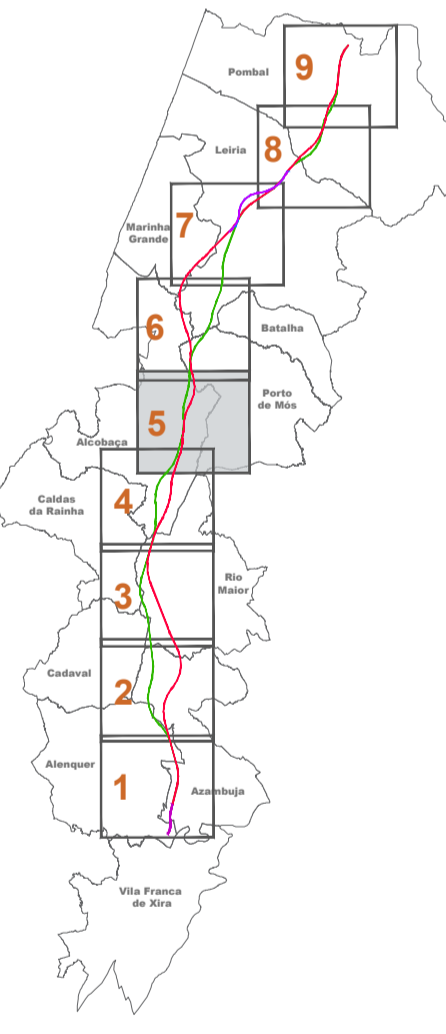 9
Pombal
8
Leiria
7
Marinha
Grande
6
Batalha
Porto
de Mós
5
Alcobaça
4
Caldas
da Rainha
Rio
Maior
3
Cadaval
2
Alenquer
1
Azambuja
Vila Franca
de Xira